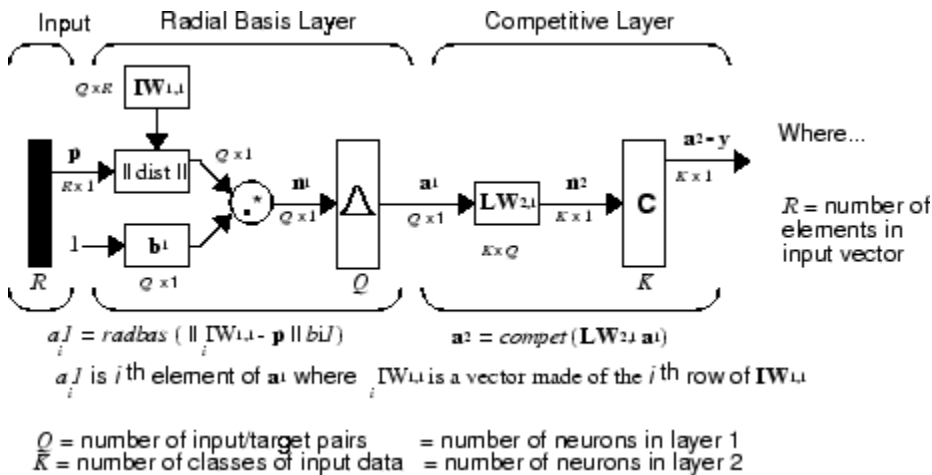 Input Radial Basis Layer Competitive Layer
Q x R IW1,1
p || dist || Q x 1 n1 a1 LW2,1 n2 C a2 = y Where...
R x 1 .* Q x 1 Q x 1 K x 1 K x 1
1 b1 K x Q
R = number of
elements in
input vector
R Q x 1 Q K
ai1 = radbas ( || iIW1,1 - p || bi1) a2 = compet (LW2,1 a1)
ai1 is i th element of a1 where iIW1,1 is a vector made of the i th row of IW1,1
Q = number of input/target pairs = number of neurons in layer 1
K = number of classes of input data = number of neurons in layer 2